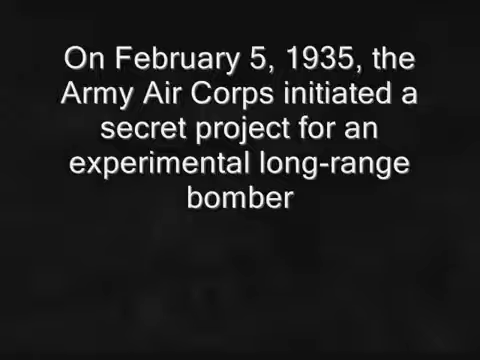 On February 5, 1935, the
Army Air Corps initiated a
secret project for an
experimental long-range
bomber